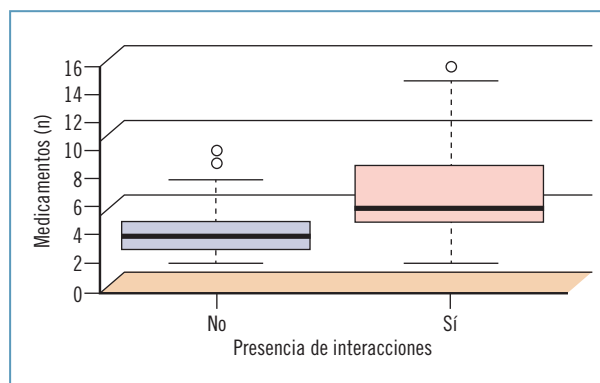 Medicamentos (n)
16
14
12
10
8
6
4
2
0
No
Sí
Presencia de interacciones